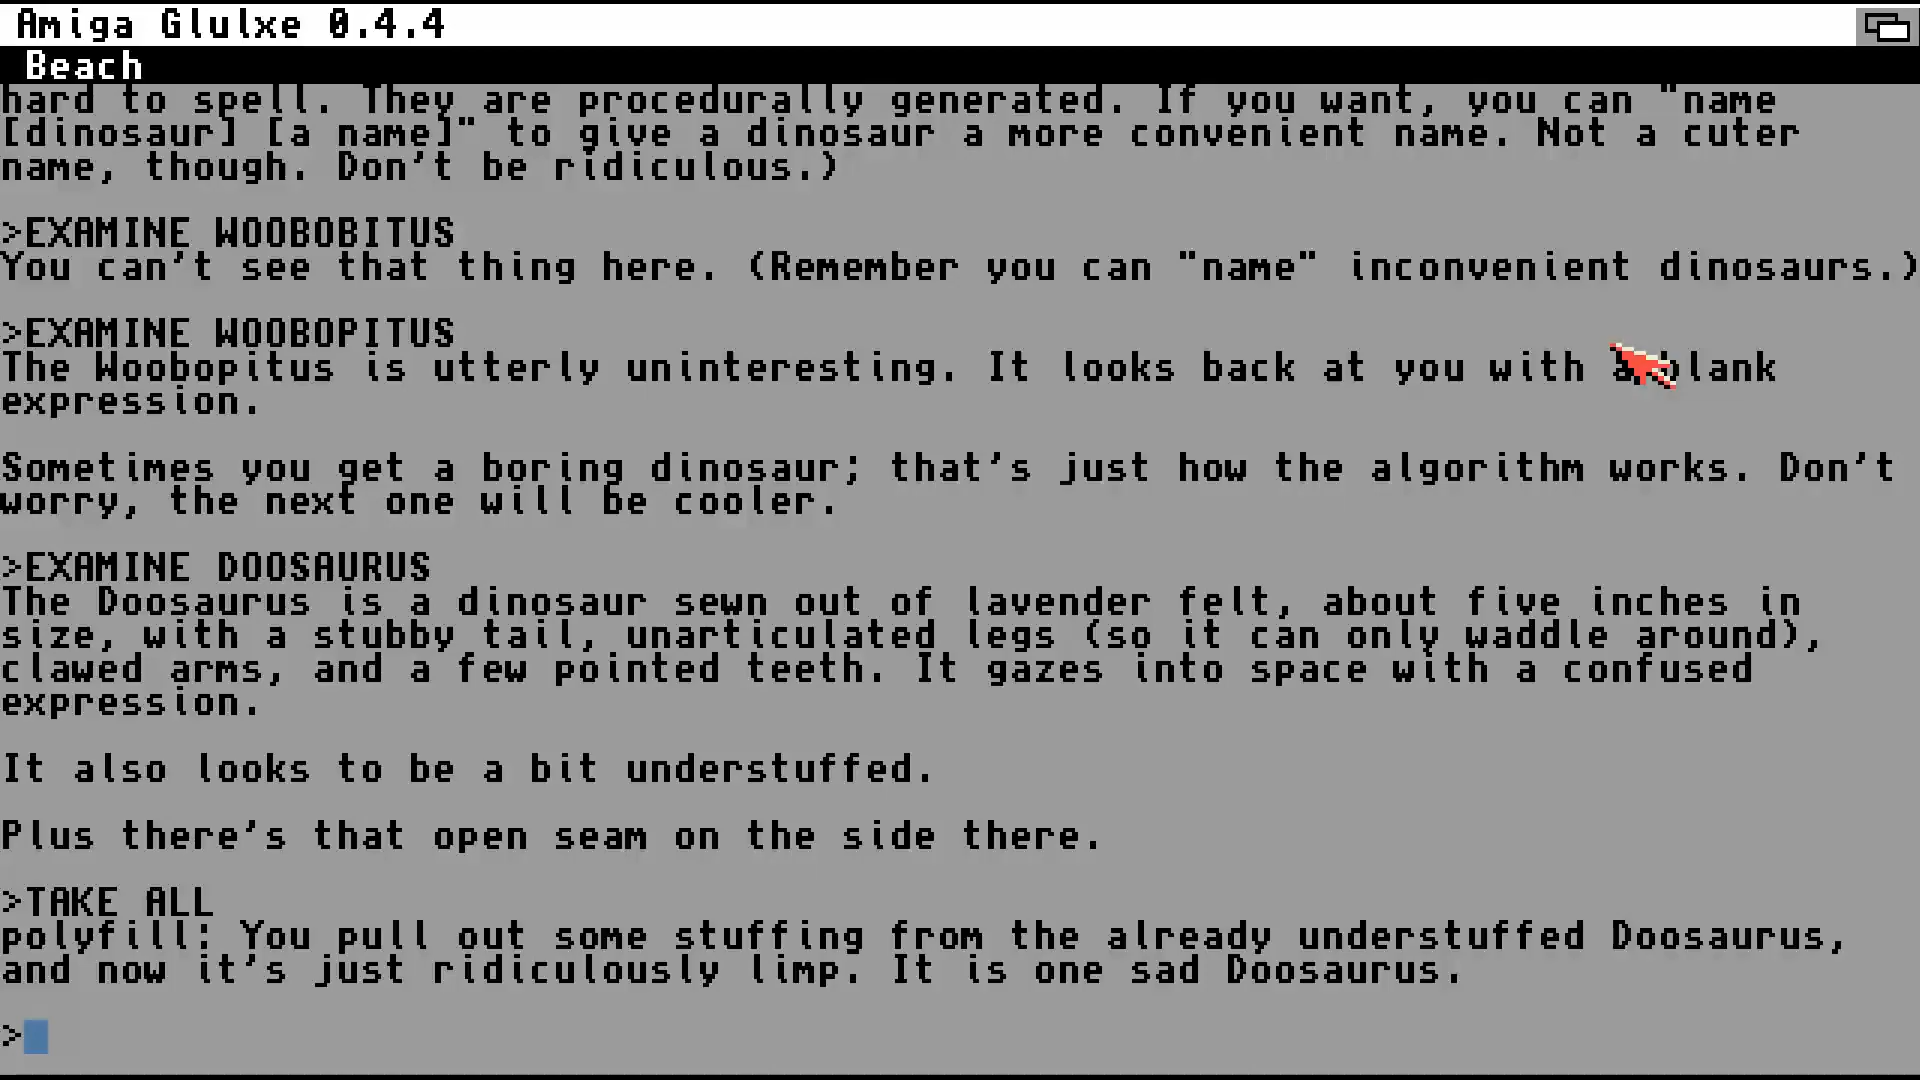 Amiga Glulxe 0.4.4
Beach
hard to spell. They are procedurally generated. If you want, you can "name
[dinosaur] [a name]" to give a dinosaur a more convenient name. Not a cuter
name, though. Don't be ridiculous.)
>EXAMINE WOOBOBITUS
You can't see that thing here. (Remember you can "name" inconvenient dinosaurs.)
>EXAMINE WOOBOPITUS
The Woobopitus is utterly uninteresting. It looks back at you with a blank
expression.
Sometimes you get a boring dinosaur; that's just how the algorithm works. Don't
worry, the next one will be cooler.
>EXAMINE DOOSAURUS
The Doosaurus is a dinosaur sewn out of lavender felt, about five inches in
size, with a stubby tail, unarticulated legs (so it can only waddle around),
clawed arms, and a few pointed teeth. It gazes into space with a confused
expression.
It also looks to be a bit understuffed.
Plus there's that open seam on the side there.
>TAKE ALL
polyfill: You pull out some stuffing from the already understuffed Doosaurus,
and now it's just ridiculously limp. It is one sad Doosaurus.
>